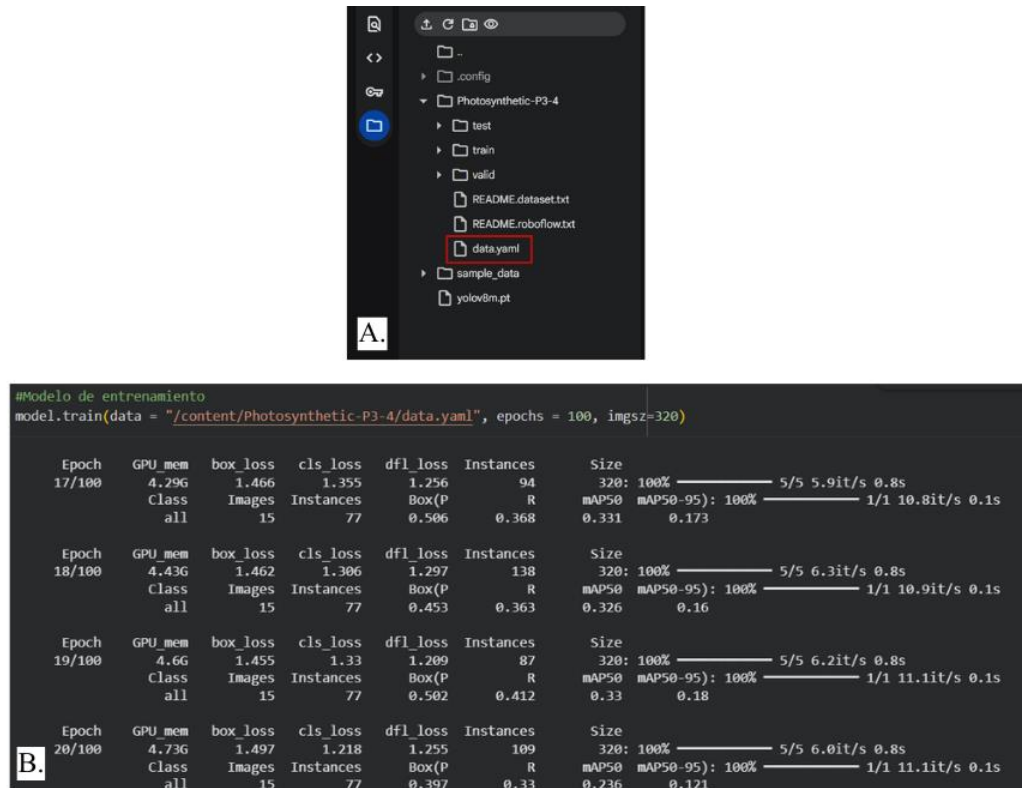 ..
.config
Photosynthetic-P3-4
test
train
valid
README.dataset.txt
README.roboflow.txt
data.yaml
sample_data
yolov8m.pt
A.
#Modelo de entrenamiento
model.train(data = "/content/Photosynthetic-P3-4/data.yaml", epochs = 100, imgsz=320)
Epoch GPU_mem box_loss cls_loss dfl_loss Instances Size
17/100 4.29G 1.466 1.355 1.256 94 320: 100% 5/5 5.9it/s 0.8s
Class Images Instances Box(P R mAP50 mAP50-95): 100% 1/1 10.8it/s 0.1s
all 15 77 0.506 0.368 0.331 0.173
Epoch GPU_mem box_loss cls_loss dfl_loss Instances Size
18/100 4.43G 1.462 1.306 1.297 138 320: 100% 5/5 6.3it/s 0.8s
Class Images Instances Box(P R mAP50 mAP50-95): 100% 1/1 10.9it/s 0.1s
all 15 77 0.453 0.363 0.326 0.16
Epoch GPU_mem box_loss cls_loss dfl_loss Instances Size
19/100 4.6G 1.455 1.33 1.209 87 320: 100% 5/5 6.2it/s 0.8s
Class Images Instances Box(P R mAP50 mAP50-95): 100% 1/1 11.1it/s 0.1s
all 15 77 0.502 0.412 0.33 0.18
Epoch GPU_mem box_loss cls_loss dfl_loss Instances Size
20/100 4.73G 1.497 1.218 1.255 109 320: 100% 5/5 6.0it/s 0.8s
B.
Class Images Instances Box(P R mAP50 mAP50-95): 100% 1/1 11.1it/s 0.1s
all 15 77 0.397 0.33 0.236 0.121